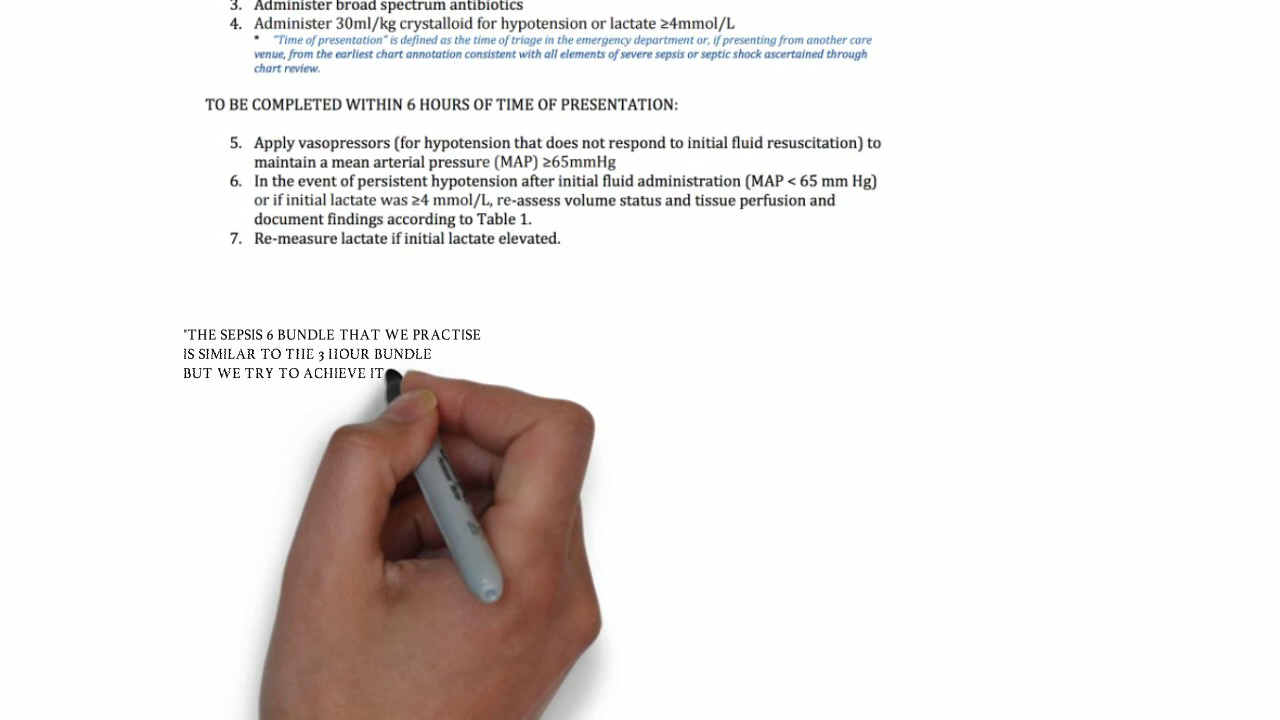 3. Administer broad spectrum antibiotics
4. Administer 30ml/kg crystalloid for hypotension or lactate ≥4mmol/L
* "Time of presentation" is defined as the time of triage in the emergency department or, if presenting from another care
venue, from the earliest chart annotation consistent with all elements of severe sepsis or septic shock ascertained through
chart review.
TO BE COMPLETED WITHIN 6 HOURS OF TIME OF PRESENTATION:
5. Apply vasopressors (for hypotension that does not respond to initial fluid resuscitation) to
maintain a mean arterial pressure (MAP) ≥65mmHg
6. In the event of persistent hypotension after initial fluid administration (MAP < 65 mm Hg)
or if initial lactate was ≥4 mmol/L, re-assess volume status and tissue perfusion and
document findings according to Table 1.
7. Re-measure lactate if initial lactate elevated.
"THE SEPSIS 6 BUNDLE THAT WE PRACTISE
IS SIMILAR TO THE 3 HOUR BUNDLE
BUT WE TRY TO ACHIEVE IT